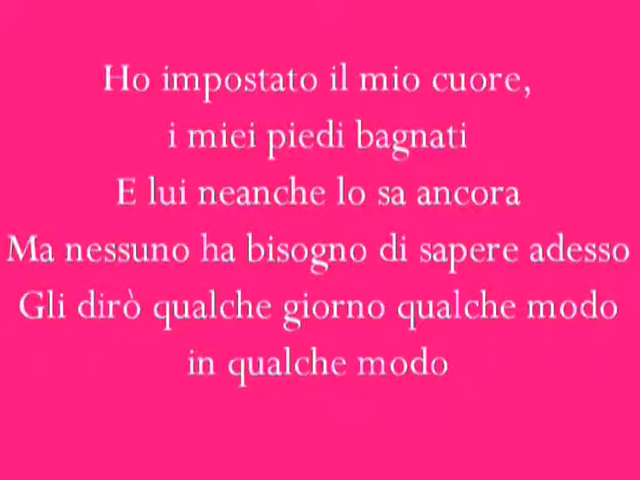 Ho impostato il mio cuore,
i miei piedi bagnati
E lui neanche lo sa ancora
Ma nessuno ha bisogno di sapere adesso
Gli dirò qualche giorno qualche modo
in qualche modo